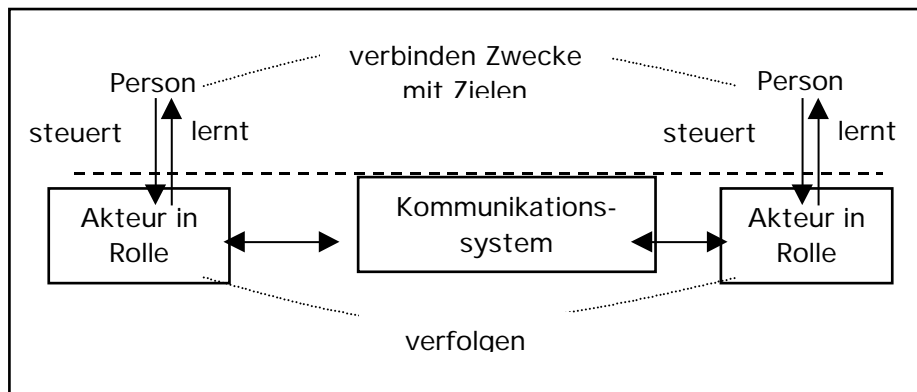 verbinden Zwecke
mit Zielen
Person
Person
steuert
lernt
steuert
lernt
Akteur in
Rolle
Kommunikations-
system
Akteur in
Rolle
verfolgen